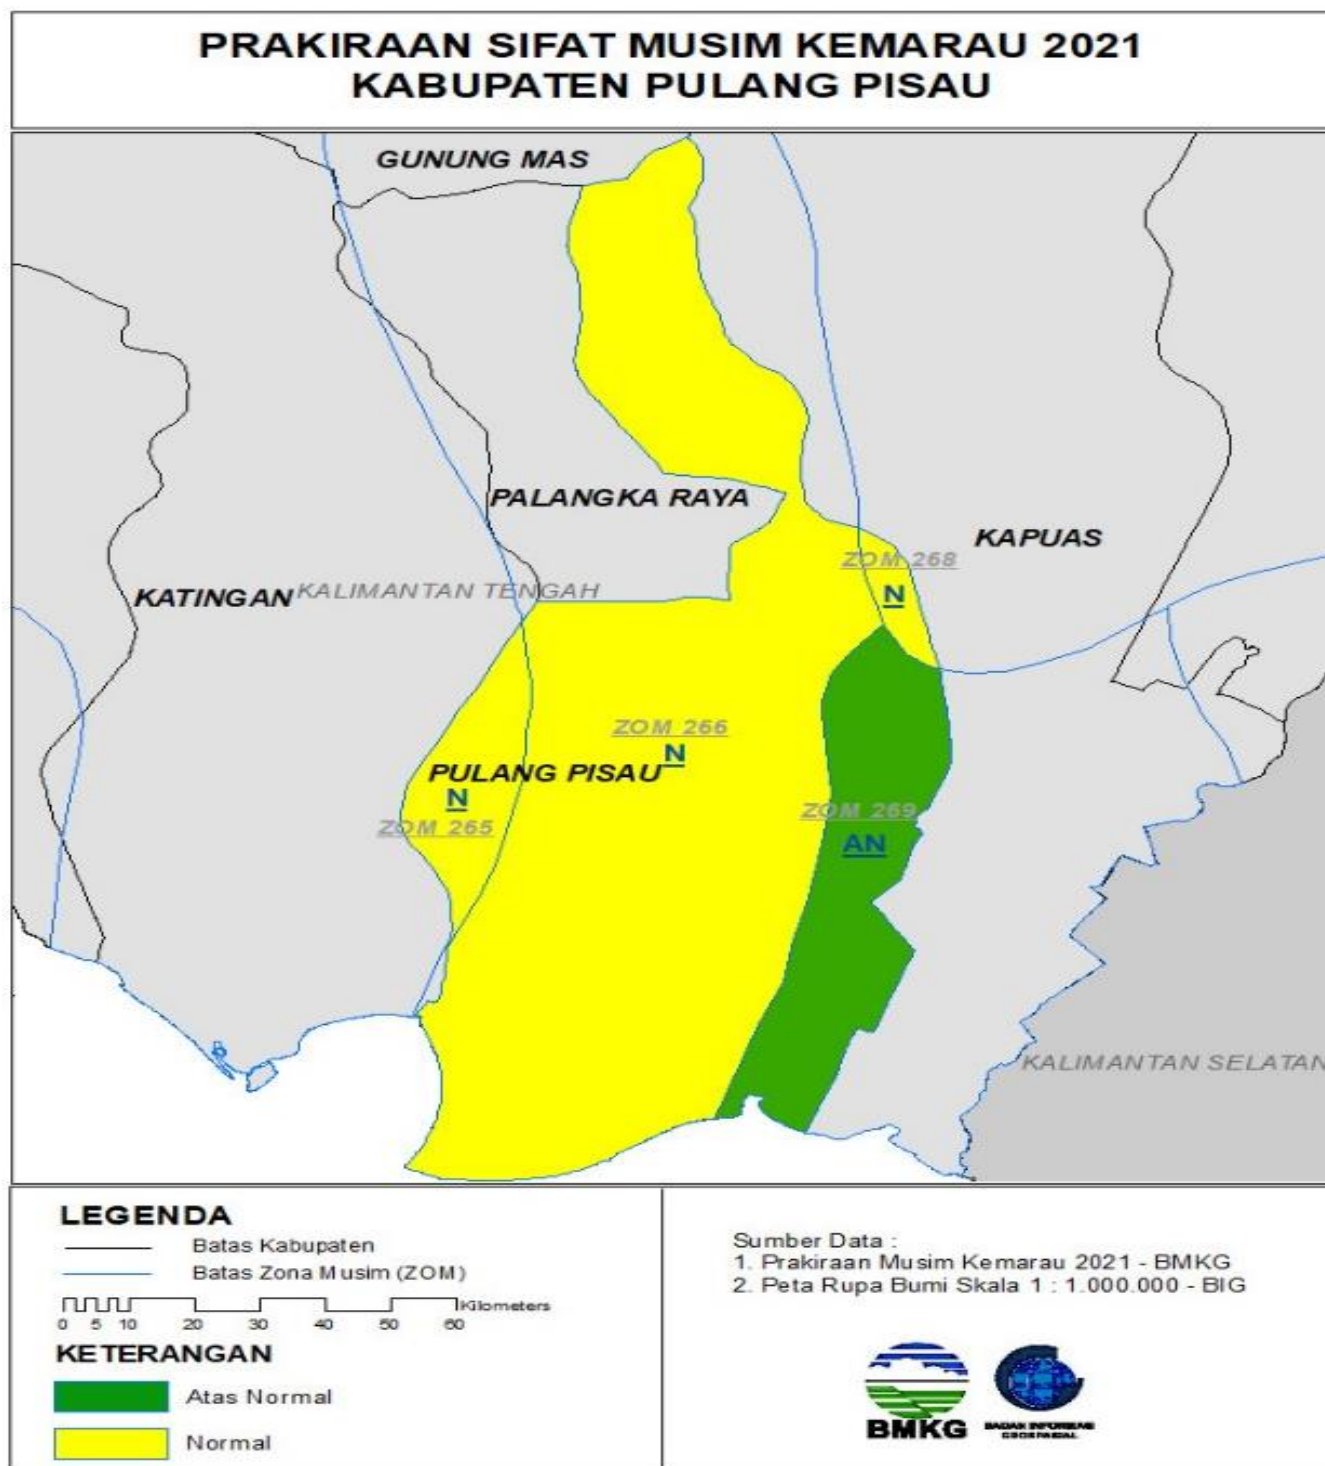 PRAKIRAAN SIFAT MUSIM KEMARAU 2021
KABUPATEN PULANG PISAU
GUNUNG MAS
PALANGKA RAYA
KAPUAS
ZOM 268
N
KATINGAN
KALIMANTAN TENGAH
ZOM 266
N
PULANG PISAU
N
ZOM 265
ZOM 269
AN
KALIMANTAN SELATAN
LEGENDA
Batas Kabupaten
Batas Zona Musim (ZOM)
Kilometers
0 5 10 20 30 40 50 60
KETERANGAN
Atas Normal
Normal
Sumber Data :
1. Prakiraan Musim Kemarau 2021 - BMKG
2. Peta Rupa Bumi Skala 1 : 1.000.000 - BIG
BMKG
BADAN INFORMASI
GEOSPASIAL